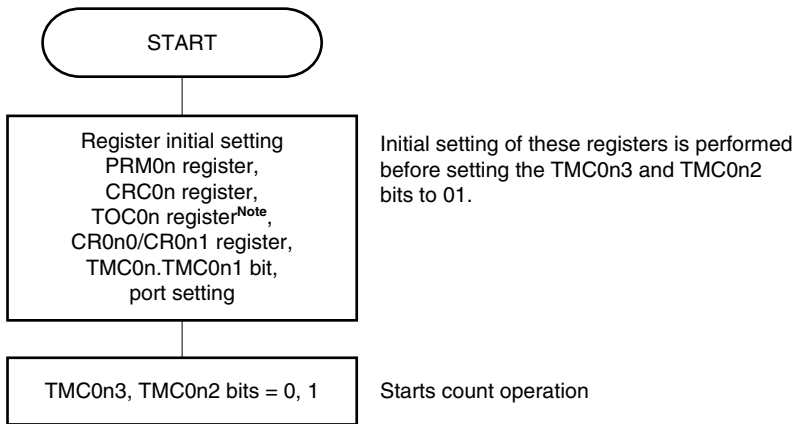 START
Register initial setting
PRM0n register,
CRC0n register,
TOC0n registerNote,
CR0n0/CR0n1 register,
TMC0n.TMC0n1 bit,
port setting
Initial setting of these registers is performed
before setting the TMC0n3 and TMC0n2
bits to 01.
TMC0n3, TMC0n2 bits = 0, 1
Starts count operation